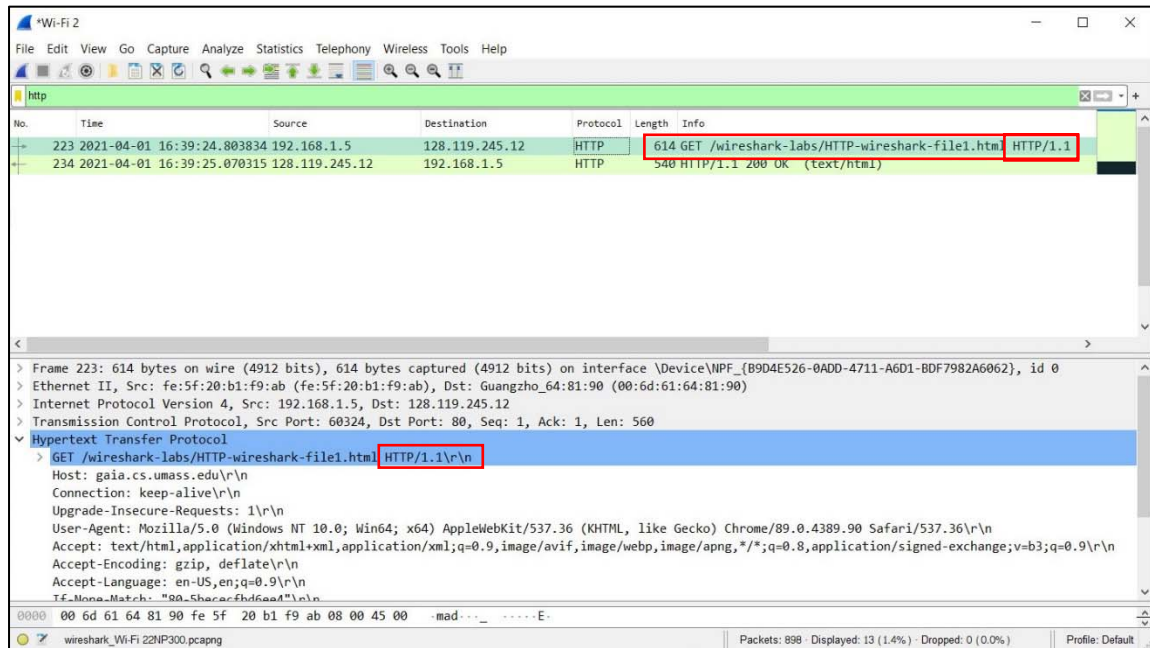 *Wi-Fi 2
File Edit View Go Capture Analyze Statistics Telephony Wireless Tools Help
http
No. Time Source Destination Protocol Length Info
223 2021-04-01 16:39:24.803834 192.168.1.5 128.119.245.12 HTTP 614 GET /wireshark-labs/HTTP-wireshark-file1.html HTTP/1.1
234 2021-04-01 16:39:25.070315 128.119.245.12 192.168.1.5 HTTP 540 HTTP/1.1 200 OK (text/html)
> Frame 223: 614 bytes on wire (4912 bits), 614 bytes captured (4912 bits) on interface \Device\NPF_{B9D4E526-0ADD-4711-A6D1-BDF7982A6062}, id 0
> Ethernet II, Src: fe:5f:20:b1:f9:ab (fe:5f:20:b1:f9:ab), Dst: Guangzho_64:81:90 (00:6d:61:64:81:90)
> Internet Protocol Version 4, Src: 192.168.1.5, Dst: 128.119.245.12
> Transmission Control Protocol, Src Port: 60324, Dst Port: 80, Seq: 1, Ack: 1, Len: 560
Hypertext Transfer Protocol
> GET /wireshark-labs/HTTP-wireshark-file1.html HTTP/1.1\r\n
Host: gaia.cs.umass.edu\r\n
Connection: keep-alive\r\n
Upgrade-Insecure-Requests: 1\r\n
User-Agent: Mozilla/5.0 (Windows NT 10.0; Win64; x64) AppleWebKit/537.36 (KHTML, like Gecko) Chrome/89.0.4389.90 Safari/537.36\r\n
Accept: text/html,application/xhtml+xml,application/xml;q=0.9,image/avif,image/webp,image/apng,*/*;q=0.8,application/signed-exchange;v=b3;q=0.9\r\n
Accept-Encoding: gzip, deflate\r\n
Accept-Language: en-US,en;q=0.9\r\n
If-None-Match: "80-5bececfbd6ee4"\r\n
0000 00 6d 61 64 81 90 fe 5f 20 b1 f9 ab 08 00 45 00 ·mad···_ ·····E·
wireshark_Wi-Fi 22NP300.pcapng Packets: 898 · Displayed: 13 (1.4%) · Dropped: 0 (0.0%) Profile: Default